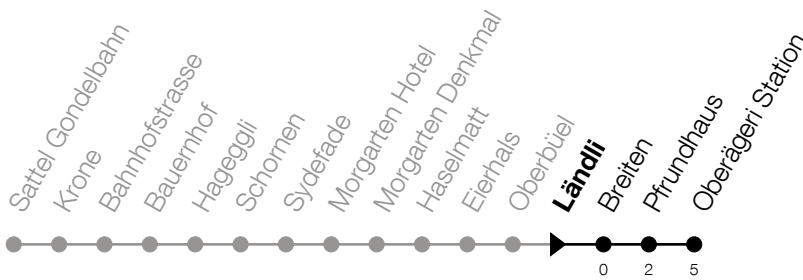 Sattel Gondelbahn
Krone
Bahnhofstrasse
Bauernhof
Hageggli
Schornen
Sydefade
Morgarten Hotel
Morgarten Denkmal
Haselmatt
Eierhals
Oberbüel
Ländli
Breiten
Pfrundhaus
Oberägeri Station
0 2 5